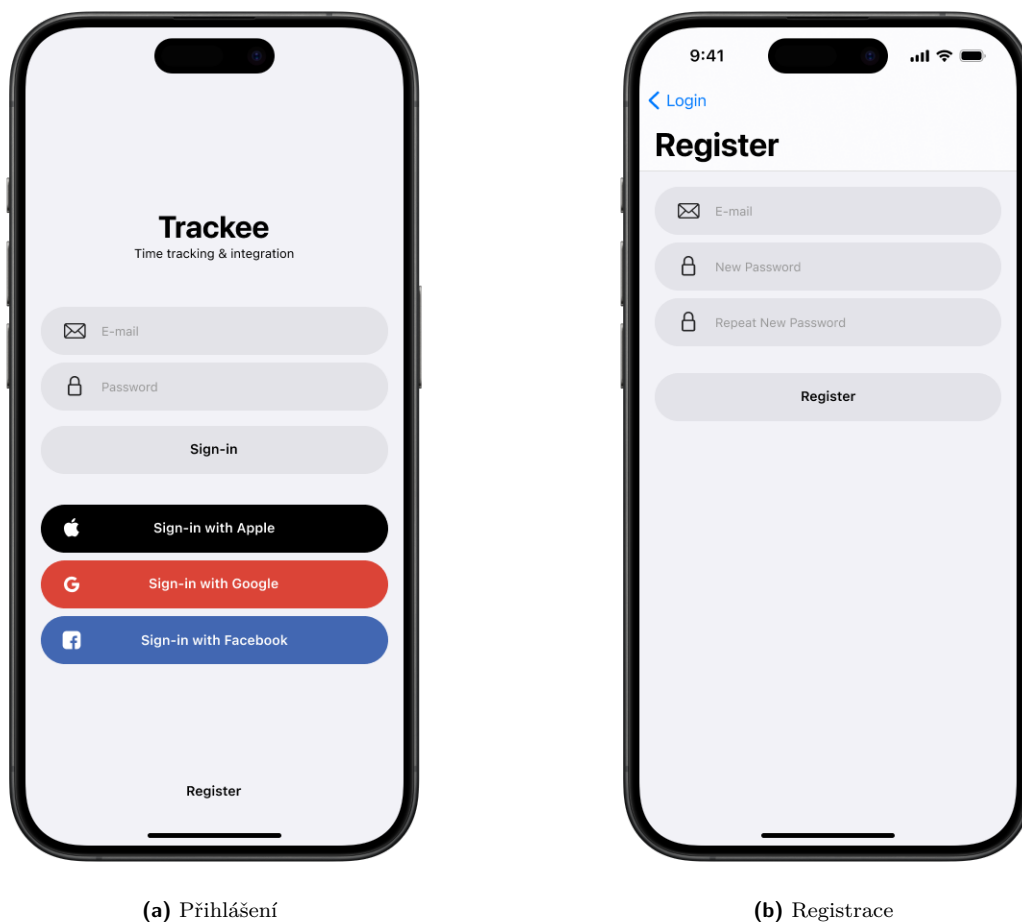 Trackee
Time tracking & integration
E-mail
Password
Sign-in
Sign-in with Apple
G Sign-in with Google
f Sign-in with Facebook
Register
(a) Přihlášení
9:41
Login
Register
E-mail
New Password
Repeat New Password
Register
(b) Registrace